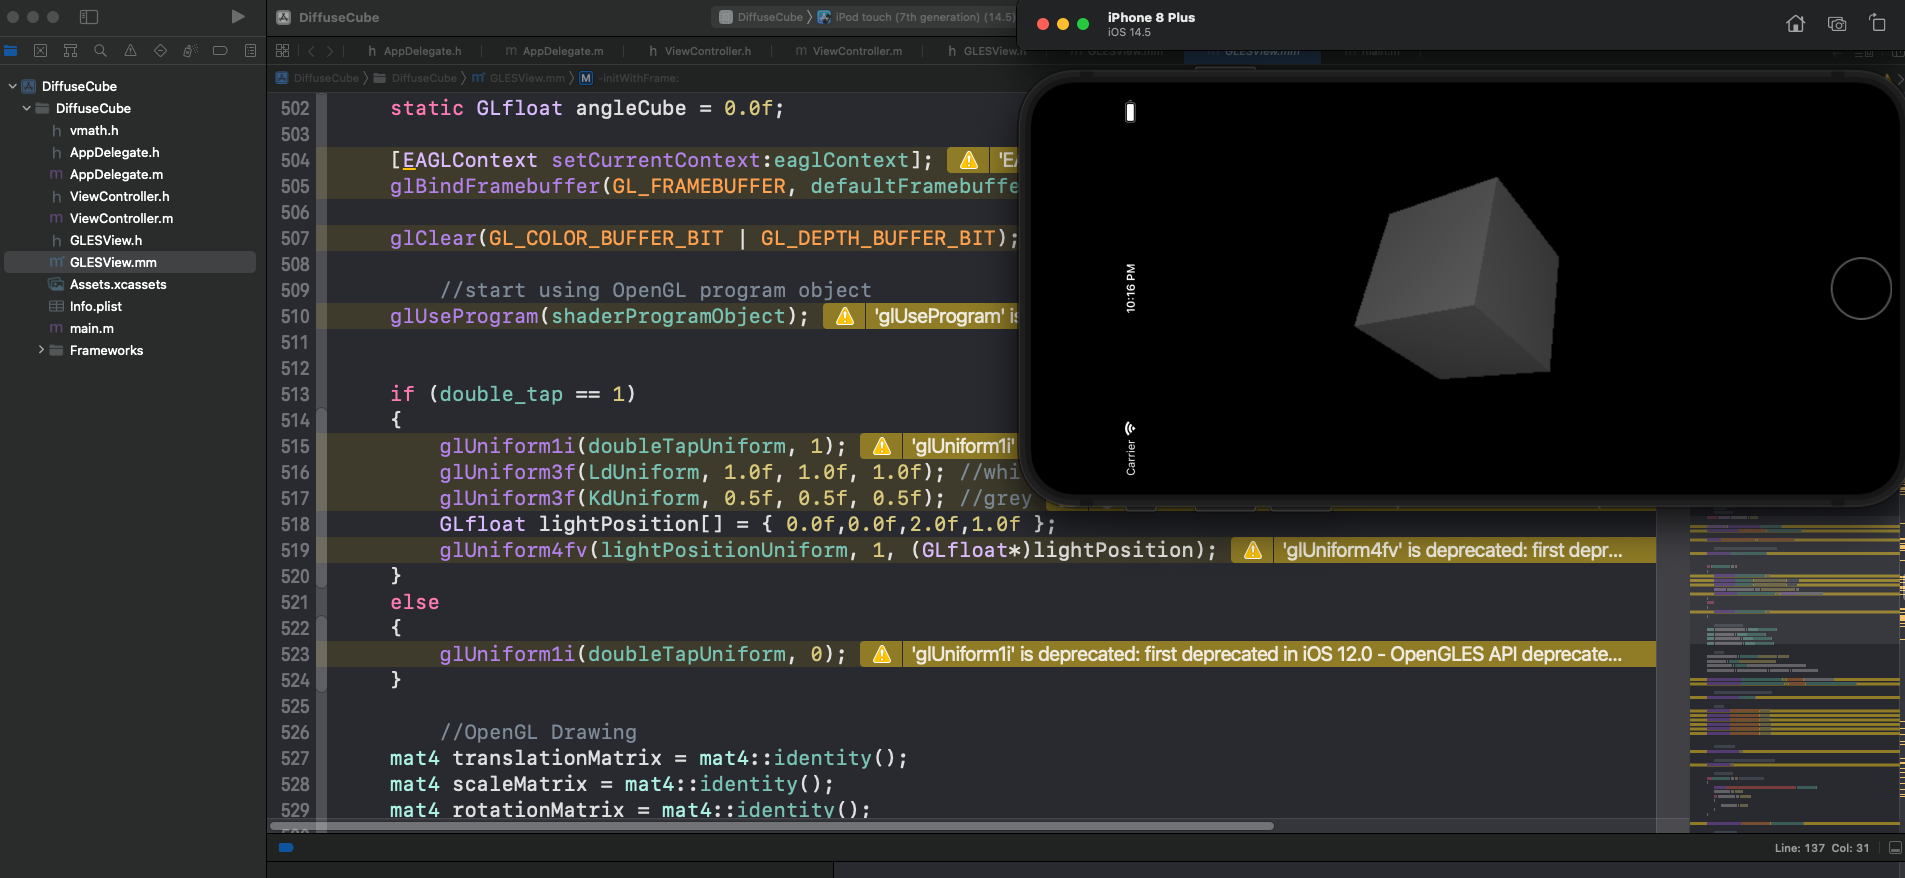 DiffuseCube
DiffuseCube 〉 iPod touch (7th generation) (14.5)
iPhone 8 Plus
iOS 14.5
AppDelegate.h
AppDelegate.m
ViewController.h
ViewController.m
GLESView.h
GLESView.mm
GLESView.mm
main.m
DiffuseCube 〉 DiffuseCube 〉 GLESView.mm 〉 M -initWithFrame:
DiffuseCube
DiffuseCube
h vmath.h
h AppDelegate.h
m AppDelegate.m
h ViewController.h
m ViewController.m
h GLESView.h
m GLESView.mm
Assets.xcassets
Info.plist
m main.m
Frameworks
502 static GLfloat angleCube = 0.0f;
503
504 [EAGLContext setCurrentContext:eaglContext]; 'EA
505 glBindFramebuffer(GL_FRAMEBUFFER, defaultFramebuffe
506
507 glClear(GL_COLOR_BUFFER_BIT | GL_DEPTH_BUFFER_BIT);
508
509 //start using OpenGL program object
510 glUseProgram(shaderProgramObject); 'glUseProgram' is
511
512
513 if (double_tap == 1)
514 {
515 glUniform1i(doubleTapUniform, 1); 'glUniform1i'
516 glUniform3f(LdUniform, 1.0f, 1.0f, 1.0f); //whi
517 glUniform3f(KdUniform, 0.5f, 0.5f, 0.5f); //grey
518 GLfloat lightPosition[] = { 0.0f,0.0f,2.0f,1.0f };
519 glUniform4fv(lightPositionUniform, 1, (GLfloat*)lightPosition); 'glUniform4fv' is deprecated: first depr...
520 }
521 else
522 {
523 glUniform1i(doubleTapUniform, 0); 'glUniform1i' is deprecated: first deprecated in iOS 12.0 - OpenGLES API deprecate...
524 }
525
526 //OpenGL Drawing
527 mat4 translationMatrix = mat4::identity();
528 mat4 scaleMatrix = mat4::identity();
529 mat4 rotationMatrix = mat4::identity();
10:16 PM
Carrier
Line: 137 Col: 31